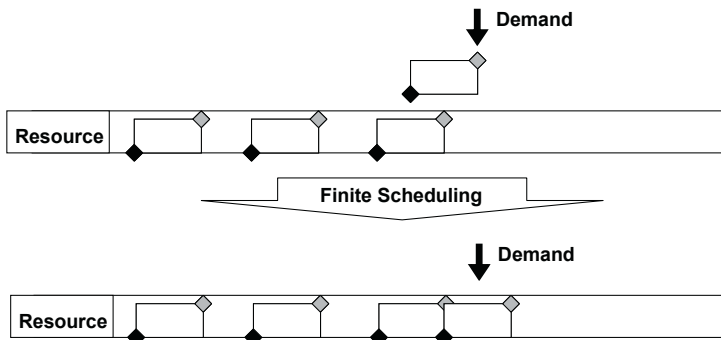 Demand
Resource
Finite Scheduling
Demand
Resource